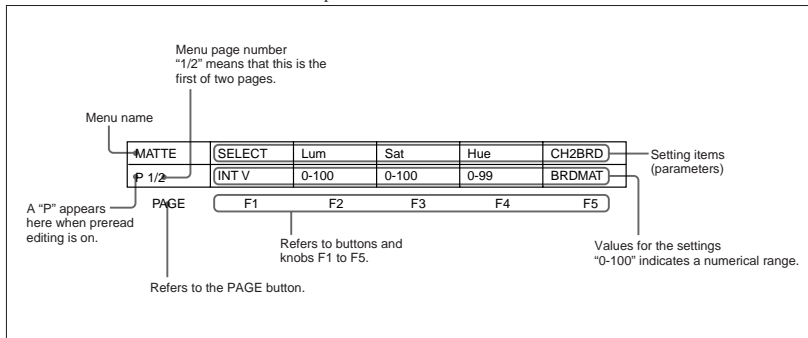 Menu page number
“1/2” means that this is the
first of two pages.
Menu name
MATTE SELECT Lum Sat Hue CH2BRD
P 1/2 INT V 0-100 0-100 0-99 BRDMAT
PAGE F1 F2 F3 F4 F5
Setting items
(parameters)
A “P” appears
here when preread
editing is on.
Refers to buttons and
knobs F1 to F5.
Values for the settings
“0-100” indicates a numerical range.
Refers to the PAGE button.